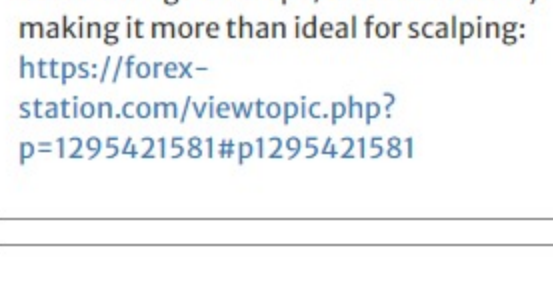 making it more than ideal for scalping:
https://forex-
station.com/viewtopic.php?
p=1295421581#p1295421581